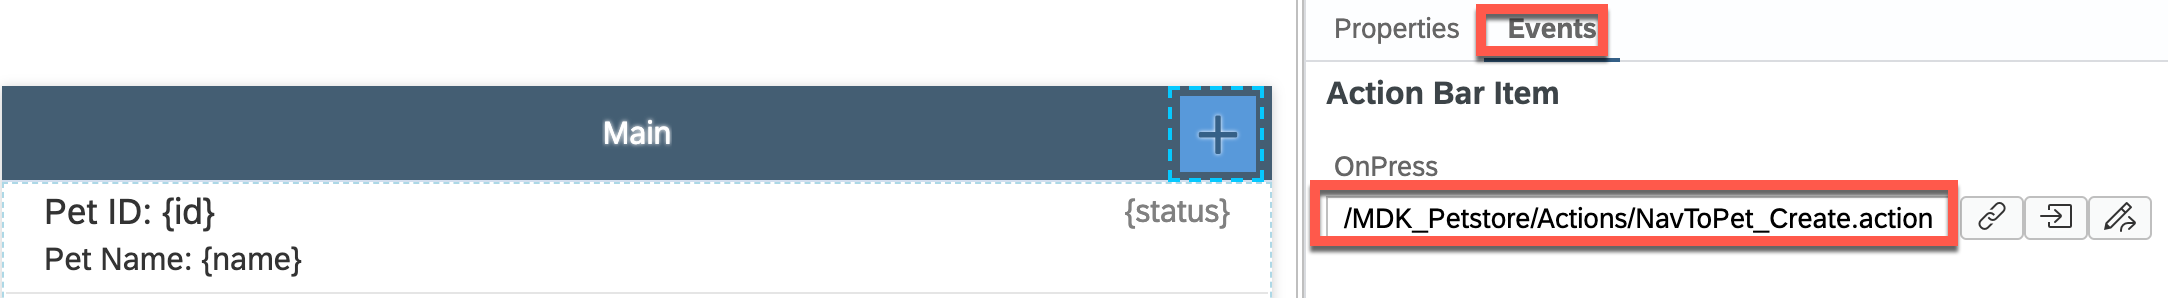 Main
Pet ID: {id}
{status}
Pet Name: {name}
Properties
Events
Action Bar Item
OnPress
/MDK_Petstore/Actions/NavToPet_Create.action